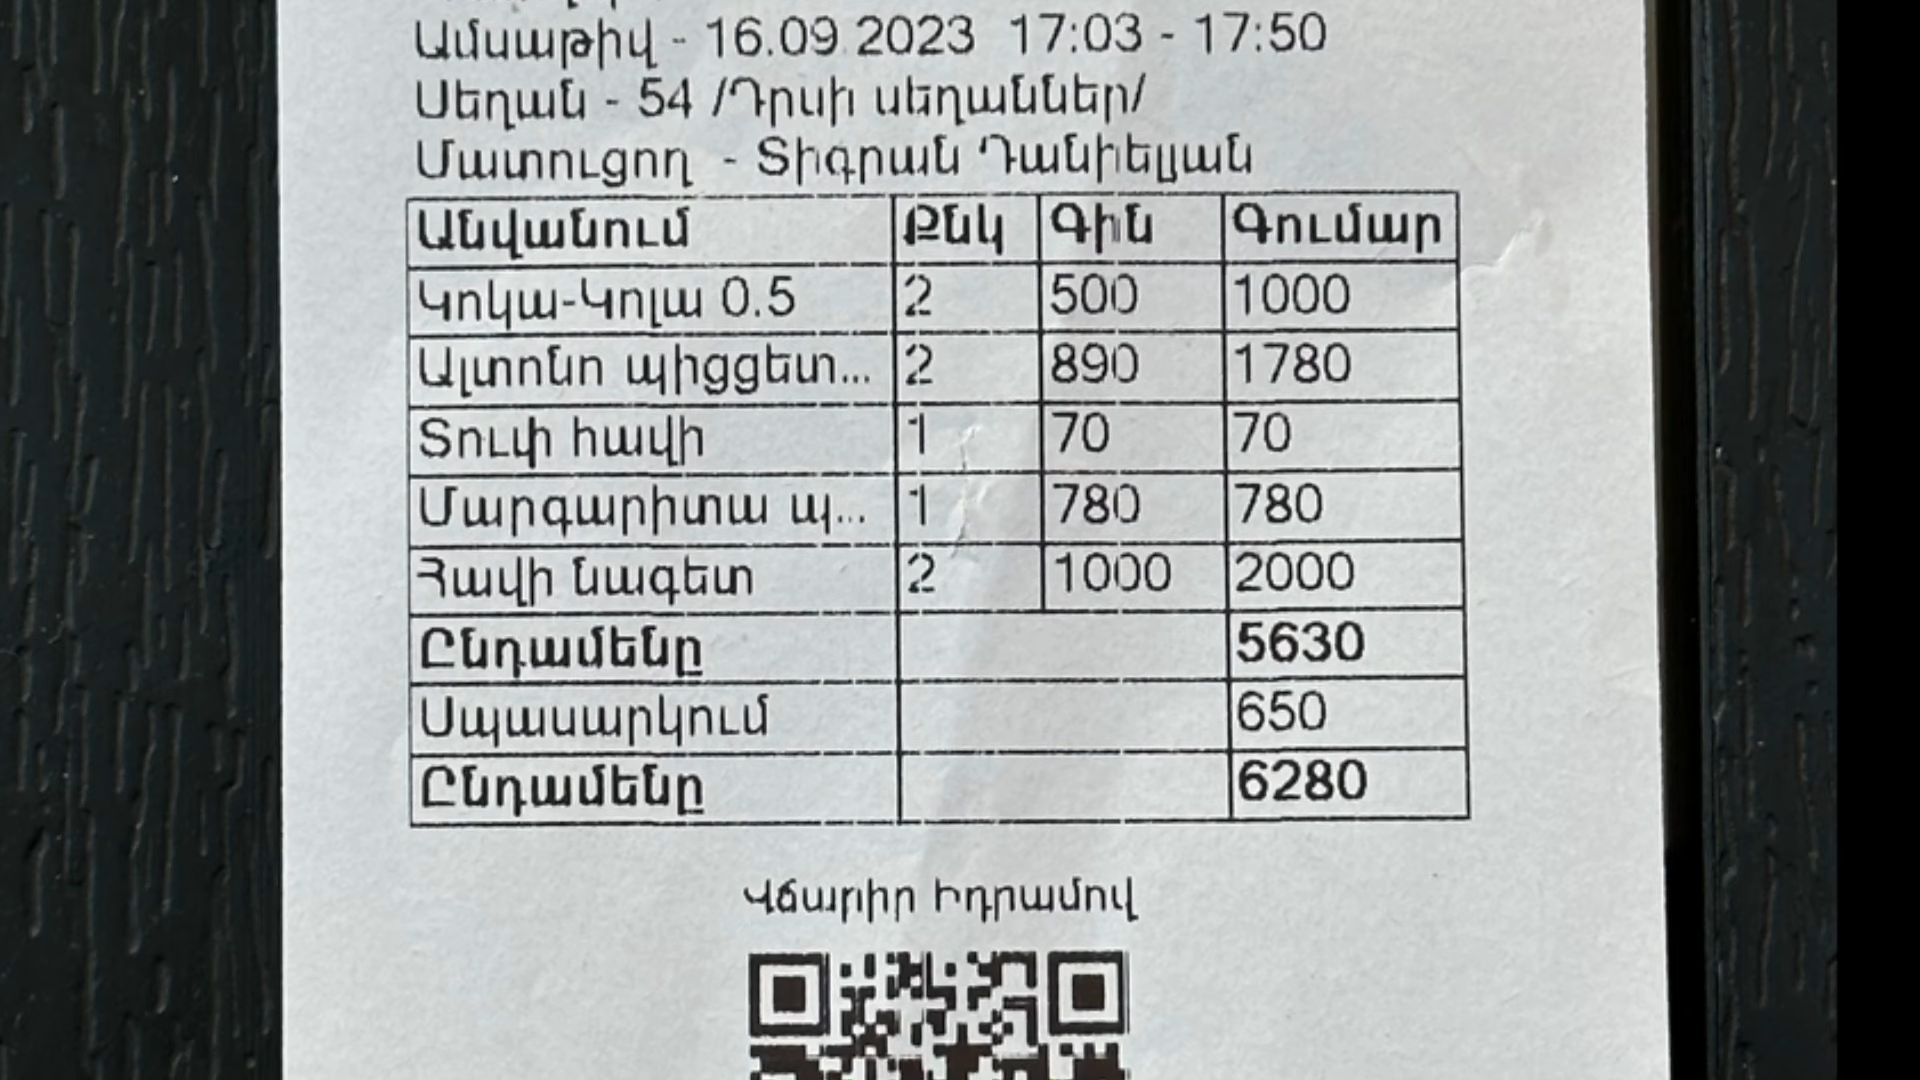 Ամսաթիվ - 16.09.2023 17:03 - 17:50
Սեղան - 54 /Դրսի սեղաններ/
Մատուցող - Տիգրան Դանիելյան
Անվանում Քնկ Գին Գումար
Կոկա-Կոլա 0.5 2 500 1000
Ալտոնո պիցցետ... 2 890 1780
Տուփ հավի 1 70 70
Մարգարիտա պ... 1 780 780
Հավի նագետ 2 1000 2000
Ընդամենը 5630
Սպասարկում 650
Ընդամենը 6280
Վճարիր Իդրամով